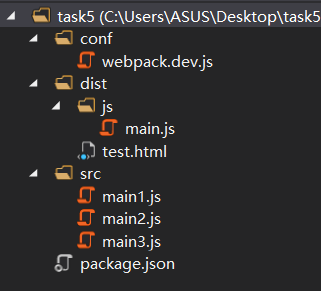 task5 (C:\Users\ASUS\Desktop\task5
conf
webpack.dev.js
dist
js
main.js
test.html
src
main1.js
main2.js
main3.js
package.json